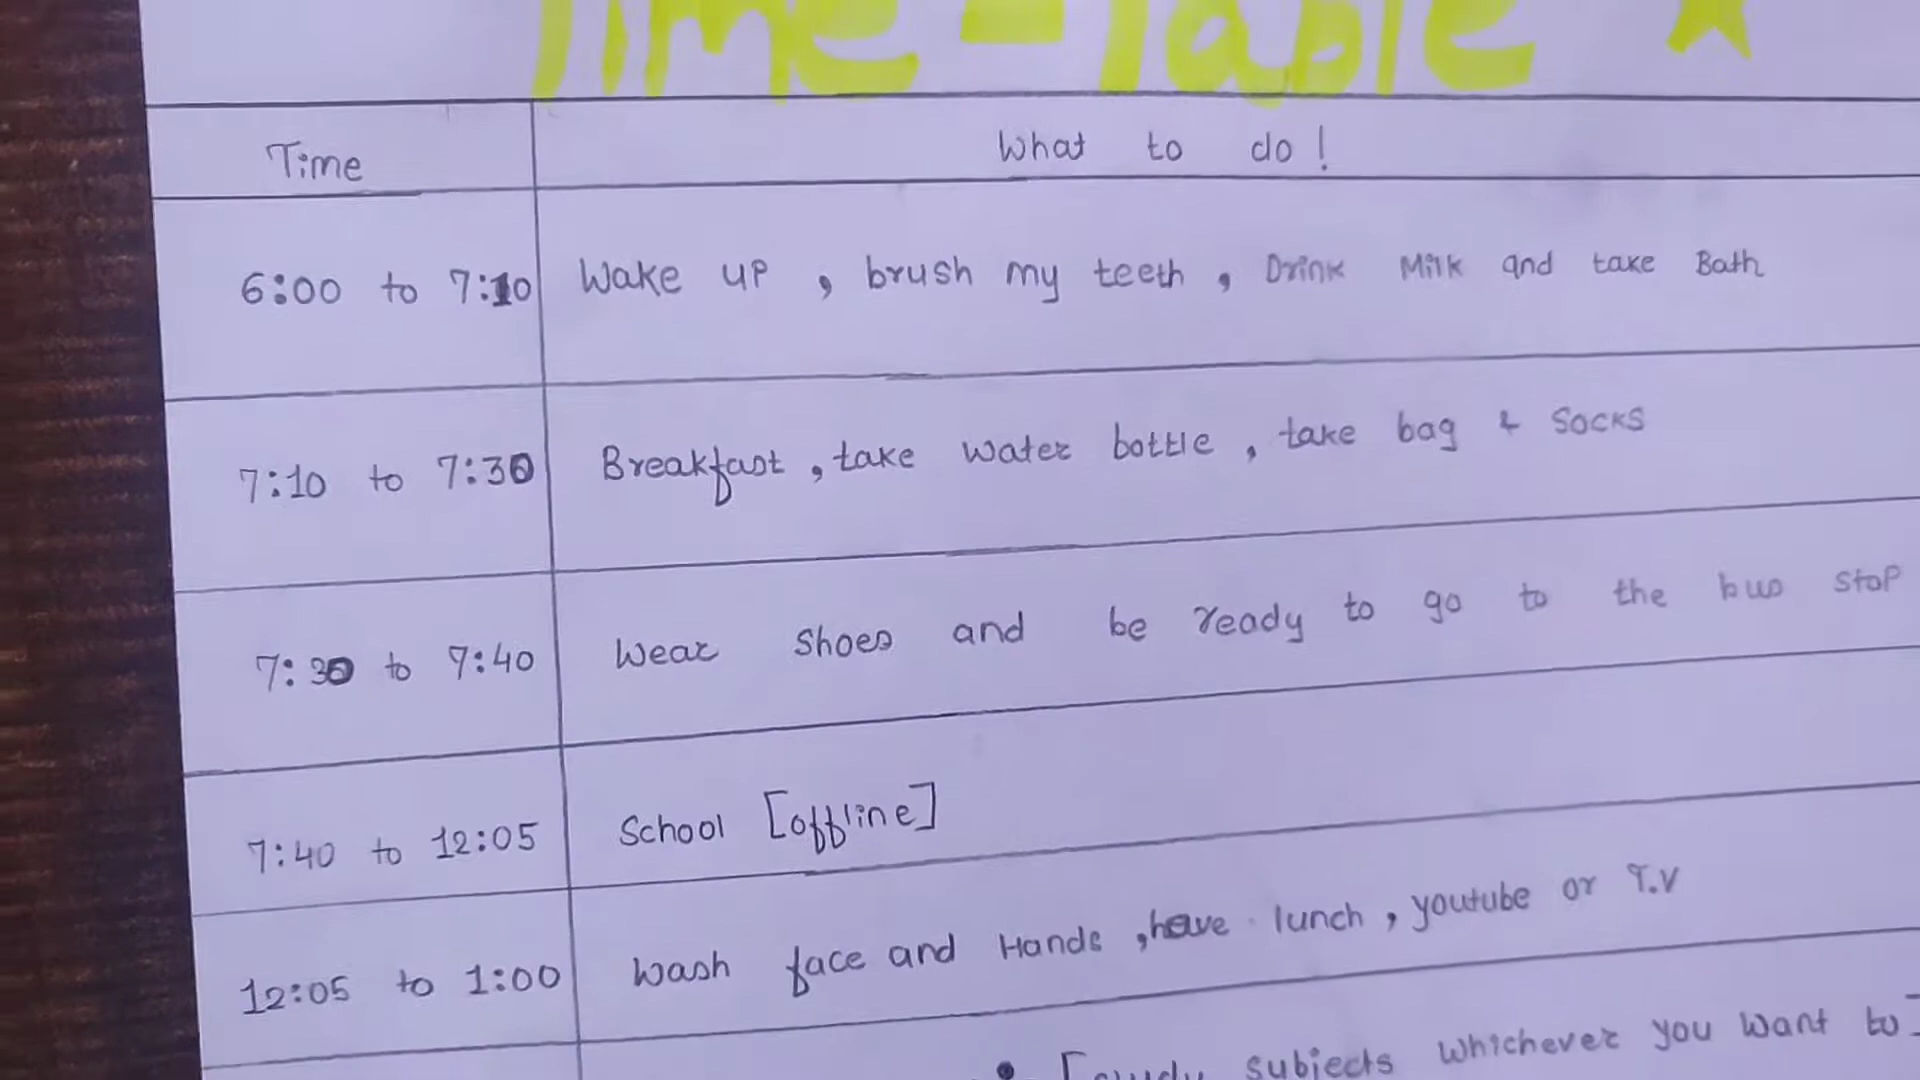 Time-Table
Time
What to do!
6:00 to 7:10
Wake up, brush my teeth, Drink Milk and take Bath
7:10 to 7:30
Breakfast, take water bottle, take bag & socks
7:30 to 7:40
Wear shoes and be ready to go to the bus stop
7:40 to 12:05
School [offline]
12:05 to 1:00
Wash face and Hands, have lunch, youtube or T.V
subjects whichever you want to]